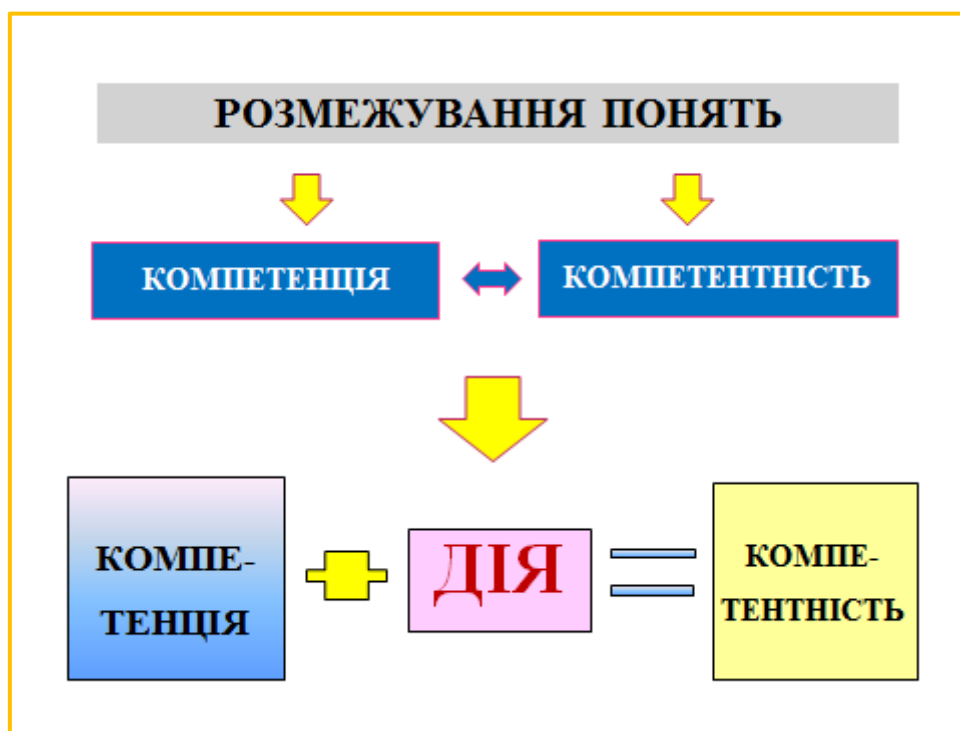 РОЗМЕЖУВАННЯ ПОНЯТЬ
КОМПЕТЕНЦІЯ
КОМПЕТЕНТНІСТЬ
КОМПЕ-
ТЕНЦІЯ
ДІЯ
КОМПЕ-
ТЕНТНІСТЬ